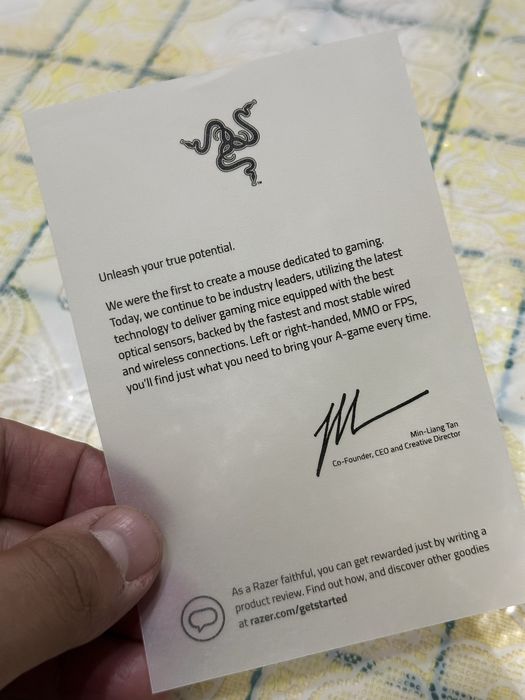 Unleash your true potential.
We were the first to create a mouse dedicated to gaming.
Today, we continue to be industry leaders, utilizing the latest
technology to deliver gaming mice equipped with the best
optical sensors, backed by the fastest and most stable wired
and wireless connections. Left or right-handed, MMO or FPS,
you'll find just what you need to bring your A-game every time.
Min-Liang Tan
Co-Founder, CEO and Creative Director
As a Razer faithful, you can get rewarded just by writing a
product review. Find out how, and discover other goodies
at razer.com/getstarted